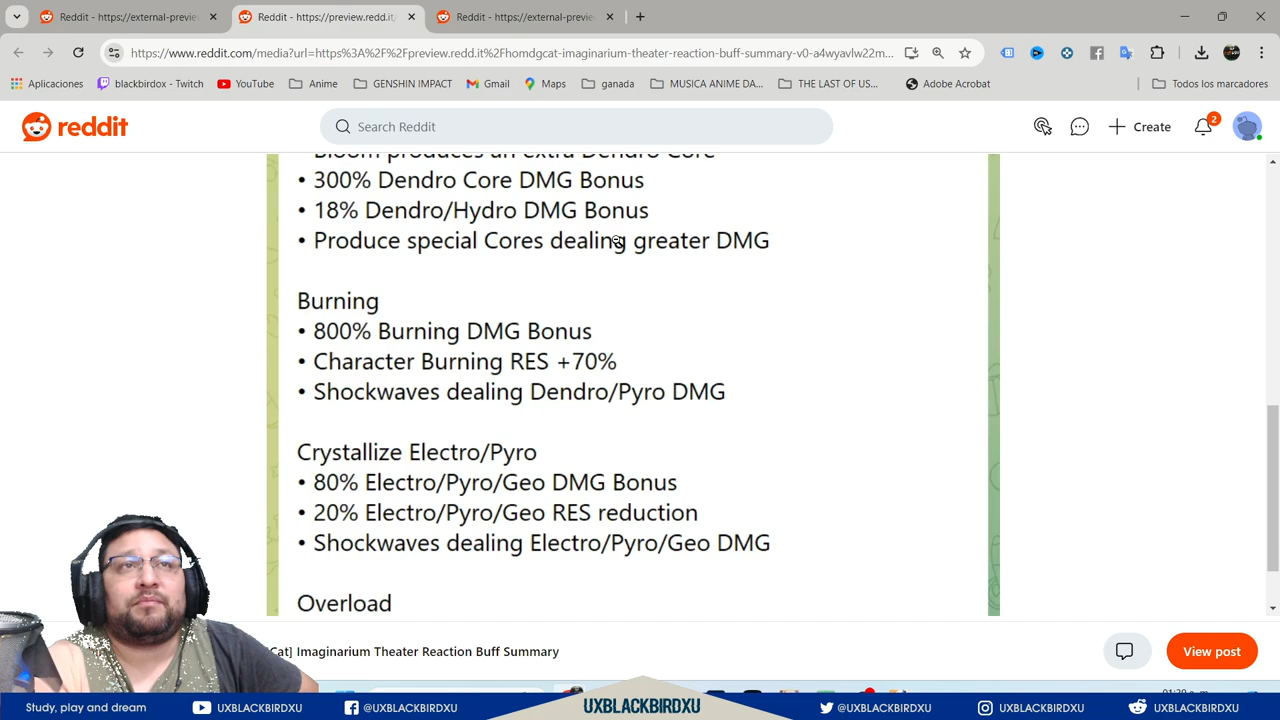 Reddit - https://external-previe
Reddit - https://preview.redd.it/
Reddit - https://external-previe
https://www.reddit.com/media?url=https%3A%2F%2Fpreview.redd.it%2Fhomdgcat-imaginarium-theater-reaction-buff-summary-v0-a4wyavlw22m...
Aplicaciones
blackbirdox - Twitch
YouTube
Anime
GENSHIN IMPACT
Gmail
Maps
ganada
MUSICA ANIME DA...
THE LAST OF US...
Adobe Acrobat
Todos los marcadores
reddit
Search Reddit
Create
2
Bloom produces an extra Dendro Core
• 300% Dendro Core DMG Bonus
• 18% Dendro/Hydro DMG Bonus
• Produce special Cores dealing greater DMG
Burning
• 800% Burning DMG Bonus
• Character Burning RES +70%
• Shockwaves dealing Dendro/Pyro DMG
Crystallize Electro/Pyro
• 80% Electro/Pyro/Geo DMG Bonus
• 20% Electro/Pyro/Geo RES reduction
• Shockwaves dealing Electro/Pyro/Geo DMG
Overload
Cat] Imaginarium Theater Reaction Buff Summary
View post
Study, play and dream
UXBLACKBIRDXU
@UXBLACKBIRDXU
UXBLACKBIRDXU
@UXBLACKBIRDXU
UXBLACKBIRDXU
UXBLACKBIRDXU